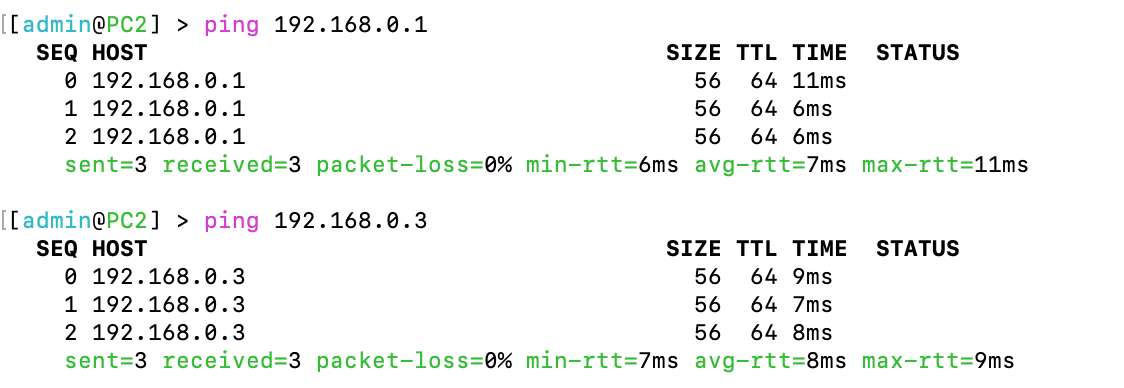 [[admin@PC2] > ping 192.168.0.1
SEQ HOST SIZE TTL TIME STATUS
0 192.168.0.1 56 64 11ms
1 192.168.0.1 56 64 6ms
2 192.168.0.1 56 64 6ms
sent=3 received=3 packet-loss=0% min-rtt=6ms avg-rtt=7ms max-rtt=11ms
[[admin@PC2] > ping 192.168.0.3
SEQ HOST SIZE TTL TIME STATUS
0 192.168.0.3 56 64 9ms
1 192.168.0.3 56 64 7ms
2 192.168.0.3 56 64 8ms
sent=3 received=3 packet-loss=0% min-rtt=7ms avg-rtt=8ms max-rtt=9ms